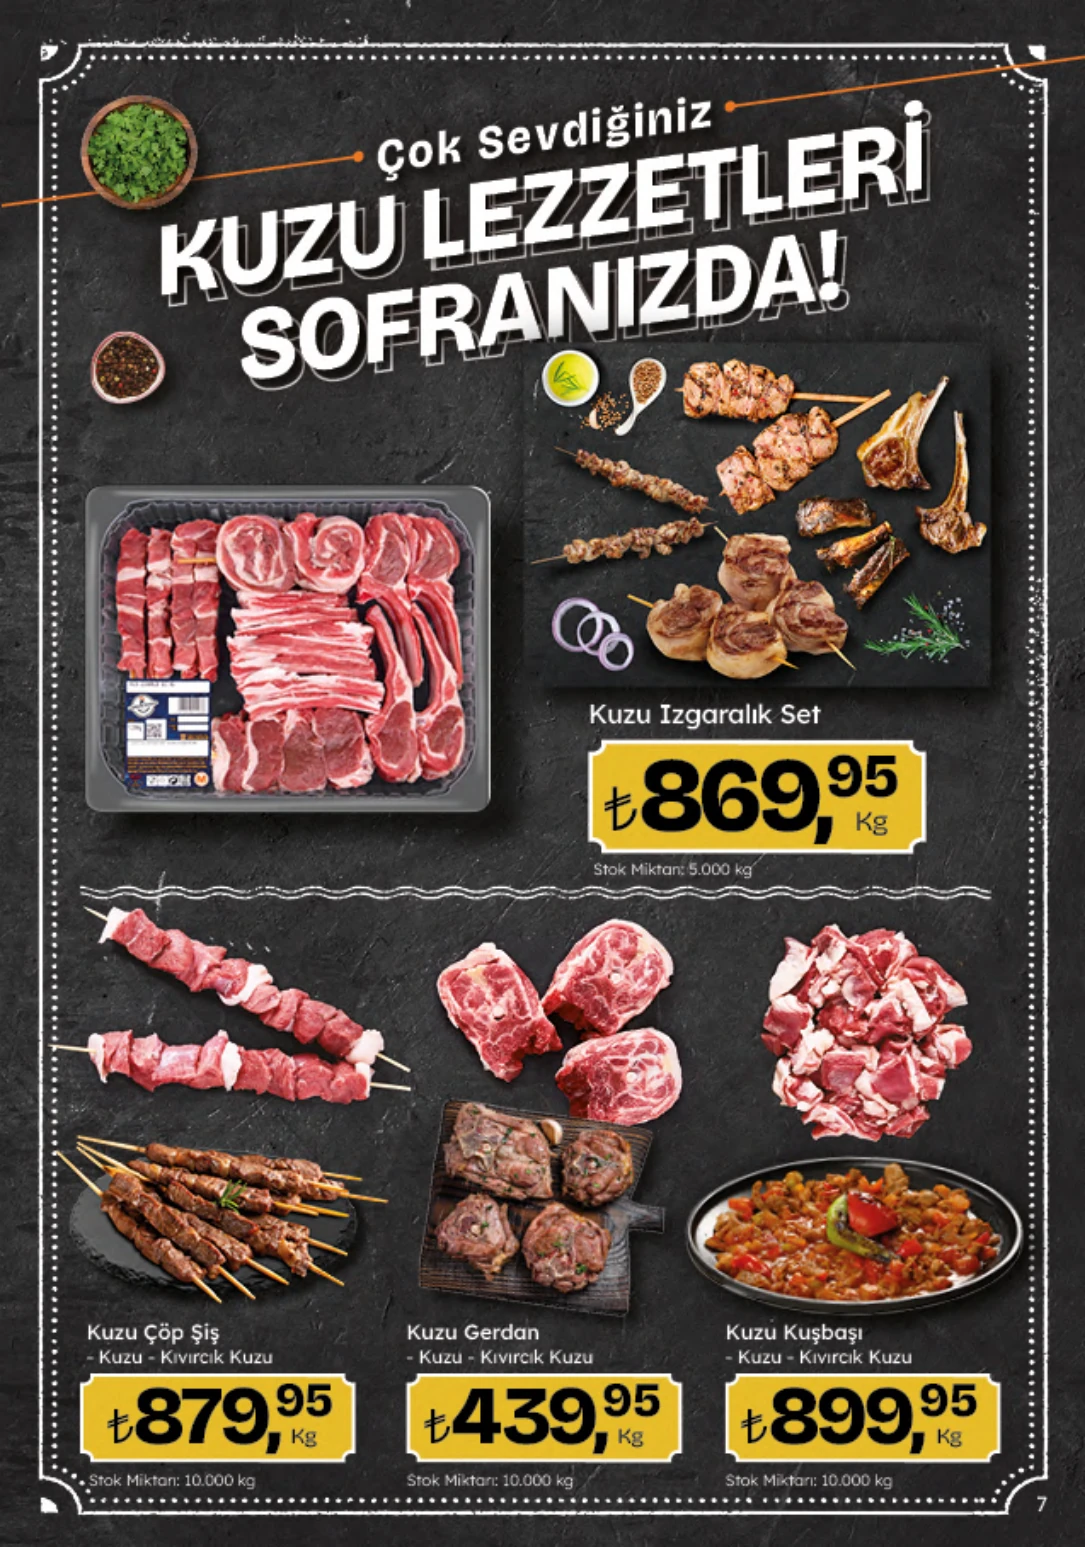 Çok Sevdiğiniz
KUZU LEZZETLERİ
SOFRANIZDA!
Kuzu Izgaralık Set
₺869,95
Kg
Stok Miktarı: 5.000 kg
Kuzu Çöp Şiş
- Kuzu - Kıvırcık Kuzu
₺879,95
Kg
Stok Miktarı: 10.000 kg
Kuzu Gerdan
- Kuzu - Kıvırcık Kuzu
₺439,95
Kg
Stok Miktarı: 10.000 kg
Kuzu Kuşbaşı
- Kuzu - Kıvırcık Kuzu
₺899,95
Kg
Stok Miktarı: 10.000 kg
7